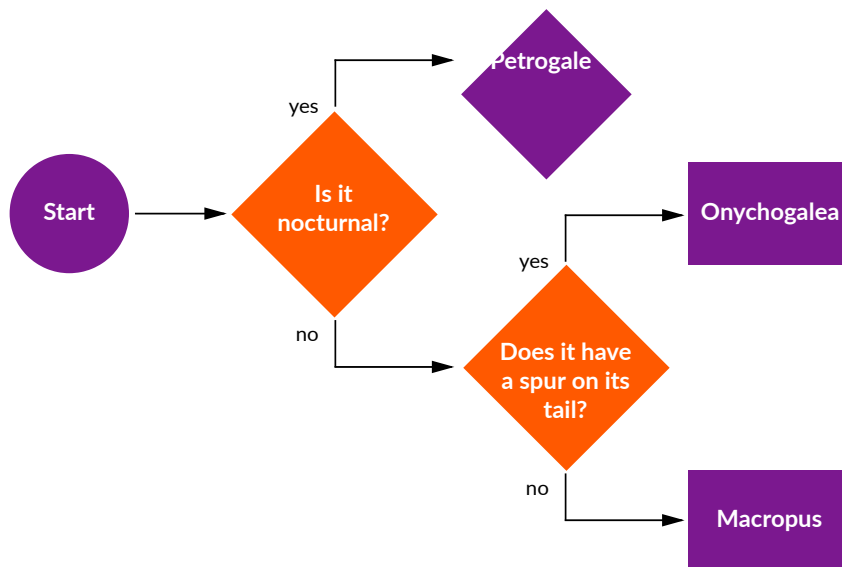 Petrogale
yes
Is it
nocturnal?
Start
Onychogalea
yes
no
Does it have
a spur on its
tail?
no
Macropus